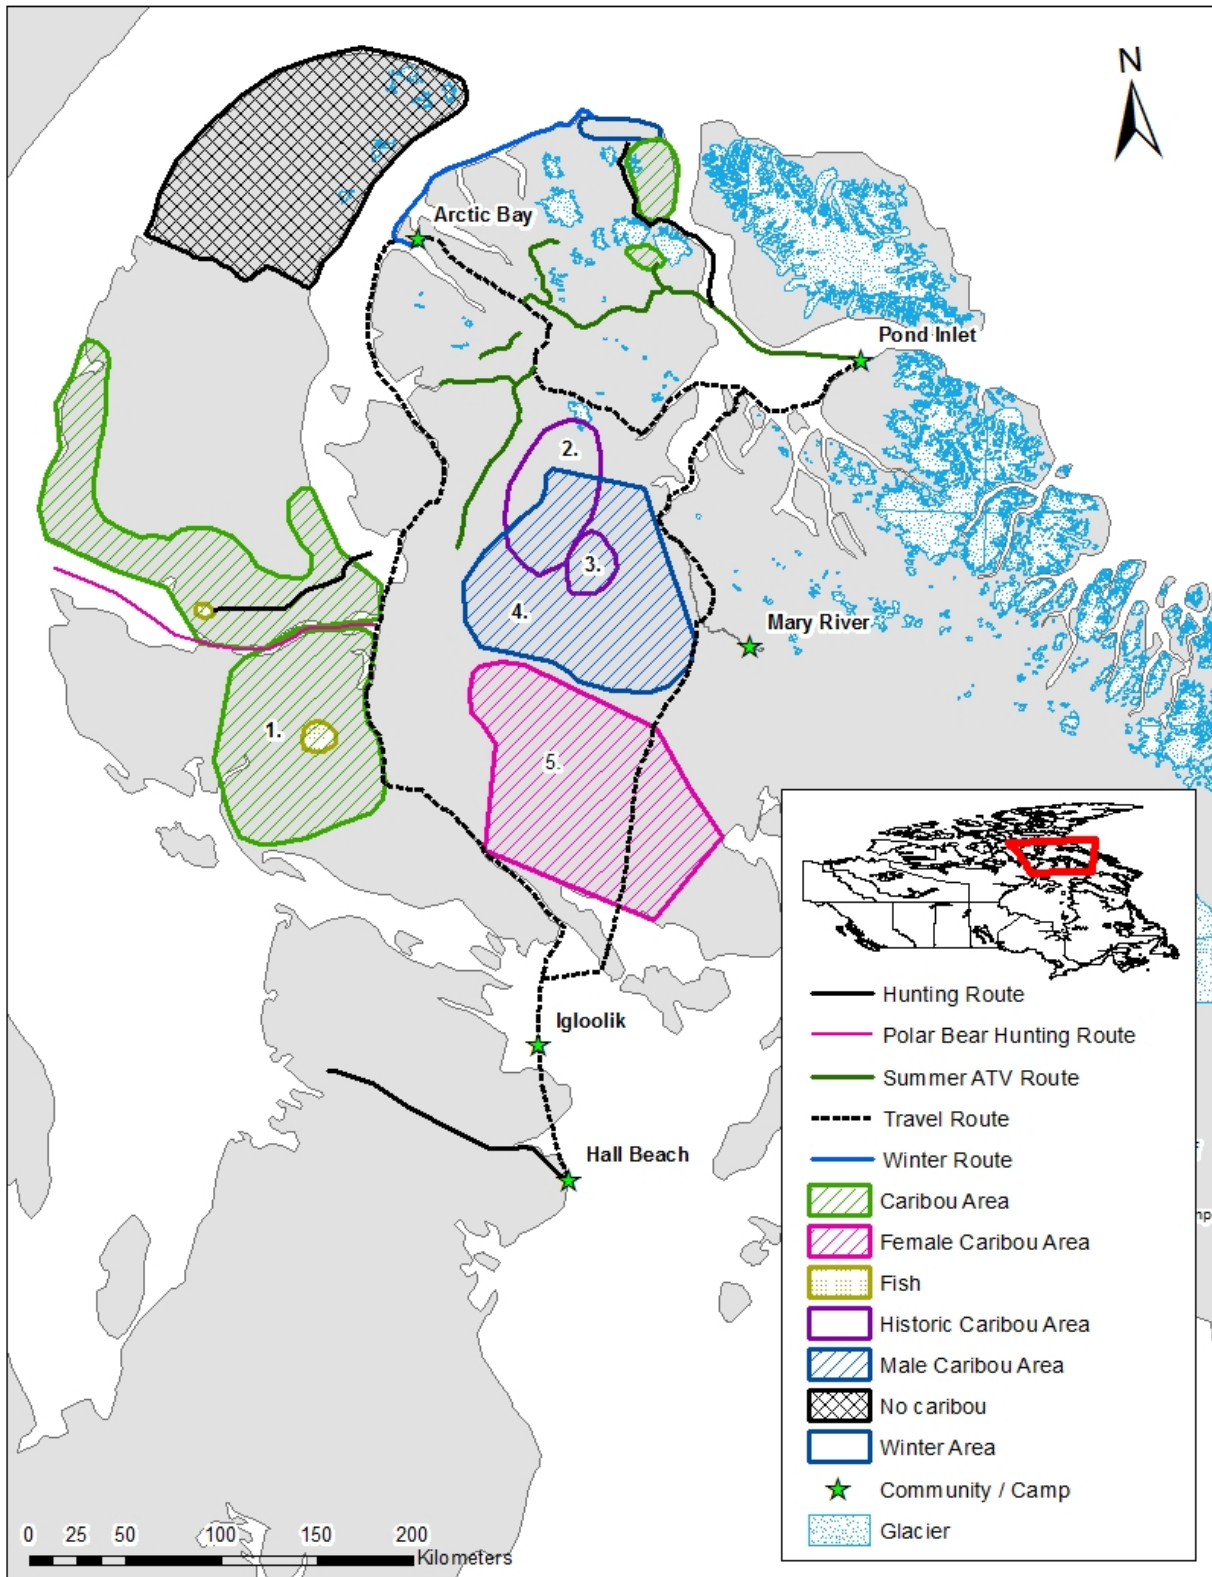 N
Arctic Bay
Pond Inlet
2.
3.
4.
Mary River
1.
5.
Igloolik
Hall Beach
Hunting Route
Polar Bear Hunting Route
Summer ATV Route
Travel Route
Winter Route
Caribou Area
Female Caribou Area
Fish
Historic Caribou Area
Male Caribou Area
No caribou
Winter Area
Community / Camp
Glacier
0 25 50 100 150 200
Kilometers